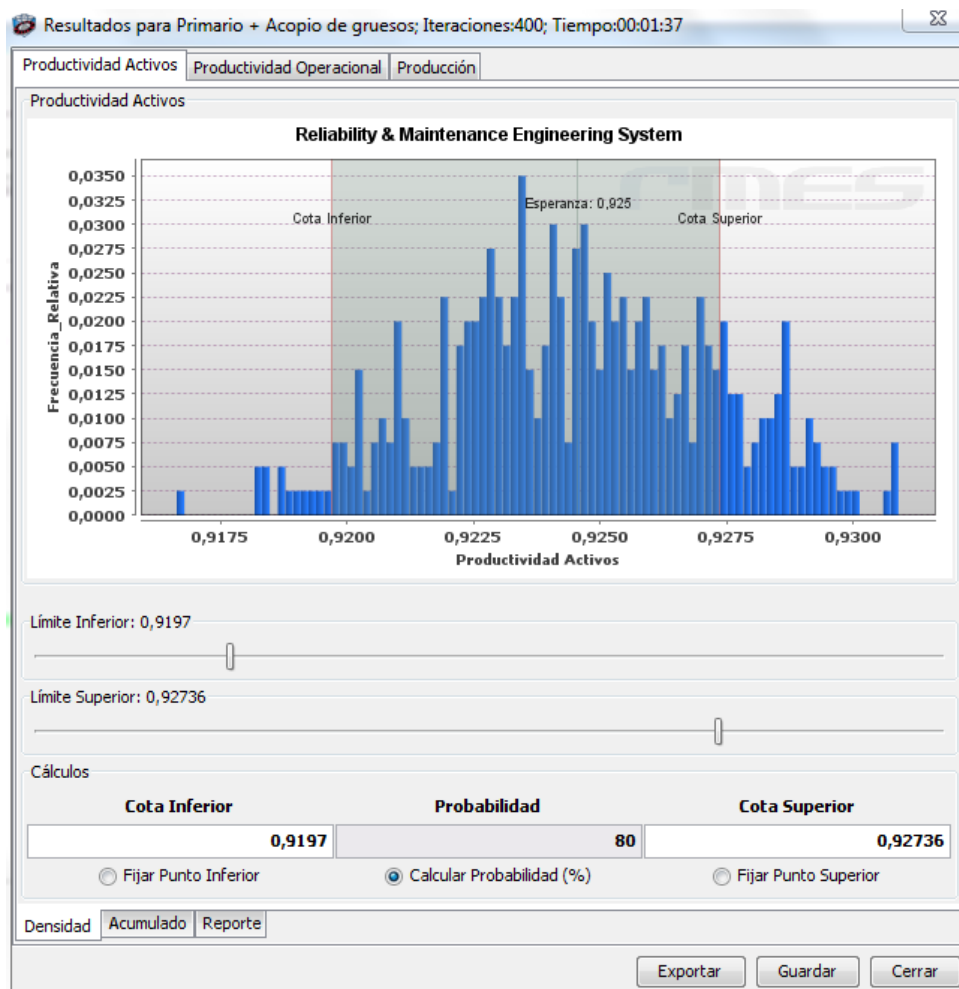 Resultados para Primario + Acopio de gruesos; Iteraciones:400; Tiempo:00:01:37
Productividad Activos Productividad Operacional Producción
Productividad Activos
Reliability & Maintenance Engineering System
rmes
0,0350
0,0325
0,0300
0,0275
0,0250
0,0225
0,0200
0,0175
0,0150
0,0125
0,0100
0,0075
0,0050
0,0025
0,0000
Frecuencia_Relativa
Esperanza: 0,925
Cota Inferior
Cota Superior
0,9175 0,9200 0,9225 0,9250 0,9275 0,9300
Productividad Activos
Límite Inferior: 0,9197
Límite Superior: 0,92736
Cálculos
Cota Inferior Probabilidad Cota Superior
0,9197 80 0,92736
Fijar Punto Inferior Calcular Probabilidad (%) Fijar Punto Superior
Densidad Acumulado Reporte
Exportar Guardar Cerrar